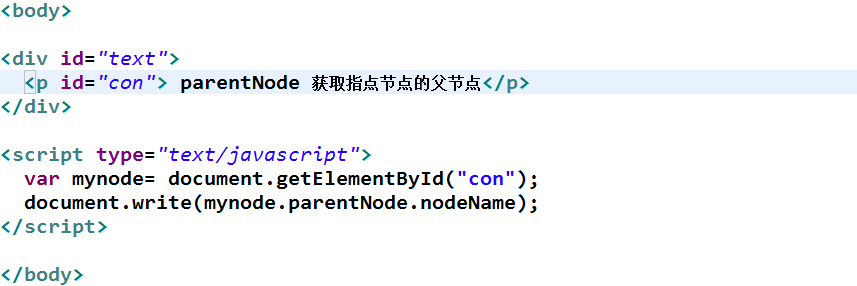 <body>
<div id="text">
<p id="con"> parentNode 获取指点节点的父节点</p>
</div>
<script type="text/javascript">
var mynode= document.getElementById("con");
document.write(mynode.parentNode.nodeName);
</script>
</body>